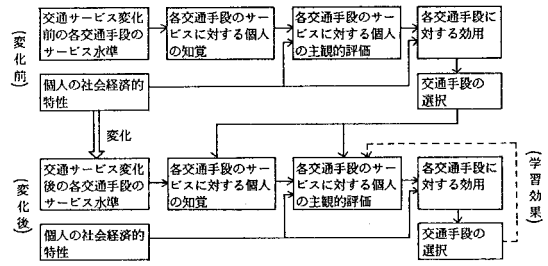 (変化前)
交通サービス変化
前の各交通手段の
サービス水準
各交通手段のサー
ビスに対する個人
の知覚
各交通手段のサー
ビスに対する個人
の主観的評価
各交通手段に
対する効用
個人の社会経済的
特性
交通手段の
選択
変化
(変化後)
交通サービス変化
後の各交通手段の
サービス水準
各交通手段のサー
ビスに対する個人
の知覚
各交通手段のサー
ビスに対する個人
の主観的評価
各交通手段に
対する効用
(学習効果)
個人の社会経済的
特性
交通手段の
選択